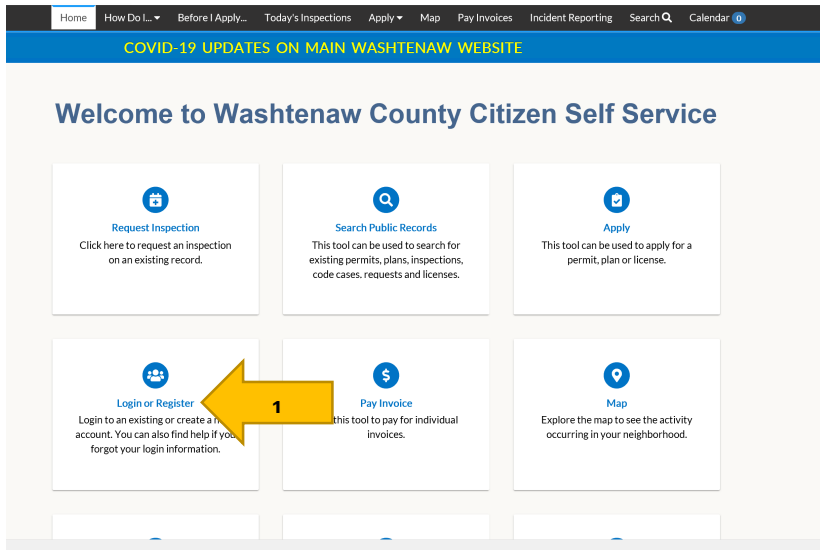 Home How Do I... Before I Apply... Today's Inspections Apply Map Pay Invoices Incident Reporting Search Calendar 0
COVID-19 UPDATES ON MAIN WASHTENAW WEBSITE
Welcome to Washtenaw County Citizen Self Service
Request Inspection
Click here to request an inspection
on an existing record.
Search Public Records
This tool can be used to search for
existing permits, plans, inspections,
code cases. requests and licenses.
Apply
This tool can be used to apply for a
permit, plan or license.
Login or Register
Login to an existing or create a
account. You can also find help if
forgot your login information.
1
Pay Invoice
this tool to pay for individual
invoices.
Map
Explore the map to see the activity
occurring in your neighborhood.